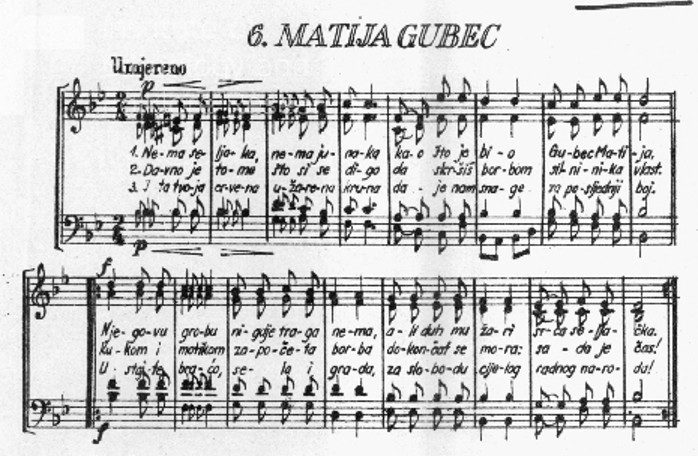 6. MATIJA GUBEC
Umjereno
p
1. Ne-ma se-lja-ka, ne-ma ju-na-ka ka-o što je bi-o Gu-bec Ma-ti-ja,
2. Da-vno je to-me što si se di-go da skr-šiš bor-bom sil-ni-ka vlast.
3. I ta tvo-ja cr-ve-na u-ža-re-na kru-na da-je nam sna-ge za po-sljednji boj.
p
f
Nje-go-vu gro-bu ni-gdje tra-ga ne-ma, a-li duh mu ža-ri sr-ca se-lja-čka.
Ku-kom i motikom za-po-če-ta bor-ba do-kon-čat se mo-ra: sa-da je čas!
U-staj-te bra-ćo, se-la i gra-da, za slo-bo-du cije-log radnog na-ro-da!
f